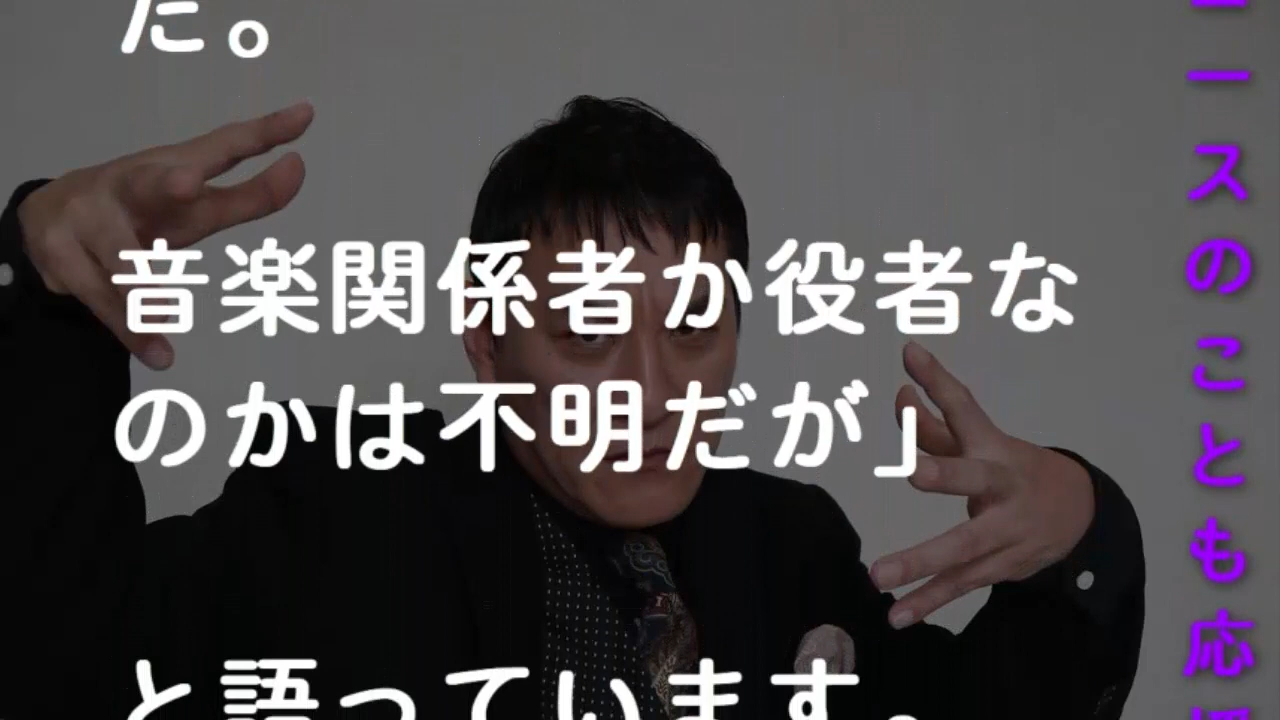 た。
音楽関係者か役者な
のかは不明だが」
と語っています。
ースのことも応